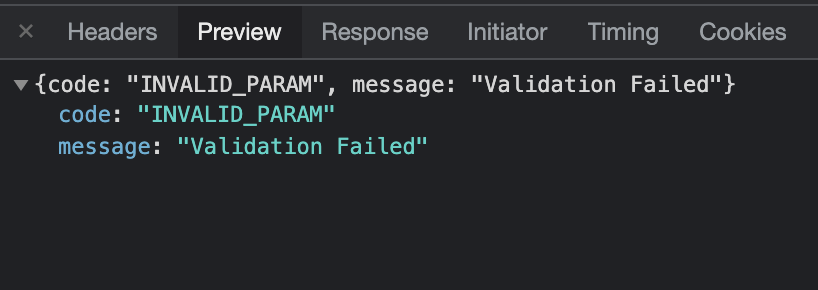 × Headers Preview Response Initiator Timing Cookies
▼{code: "INVALID_PARAM", message: "Validation Failed"}
code: "INVALID_PARAM"
message: "Validation Failed"